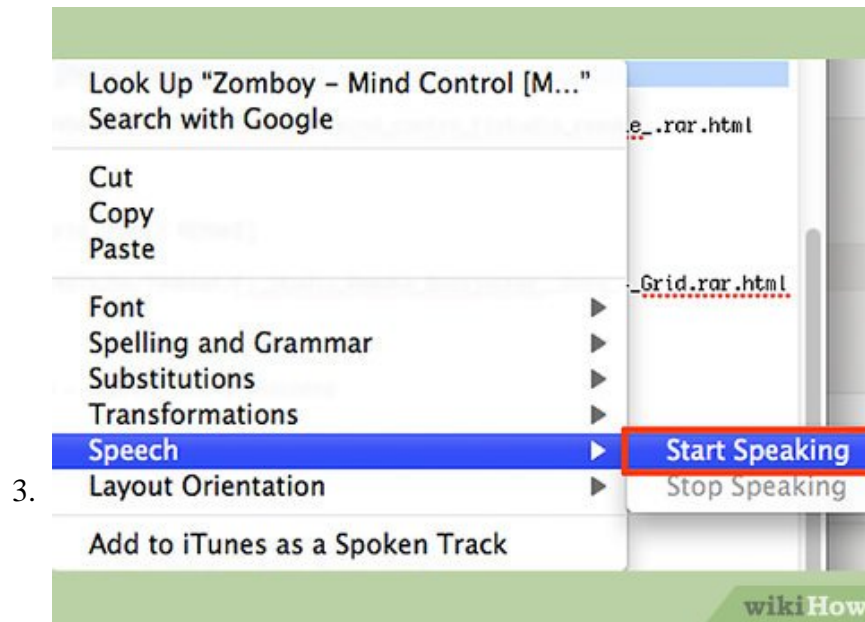 Look Up “Zomboy – Mind Control [M...”
Search with Google
e_.rar.html
Cut
Copy
Paste
_Grid.rar.html
Font
Spelling and Grammar
Substitutions
Transformations
Speech Start Speaking
3. Layout Orientation Stop Speaking
Add to iTunes as a Spoken Track
wikiHow